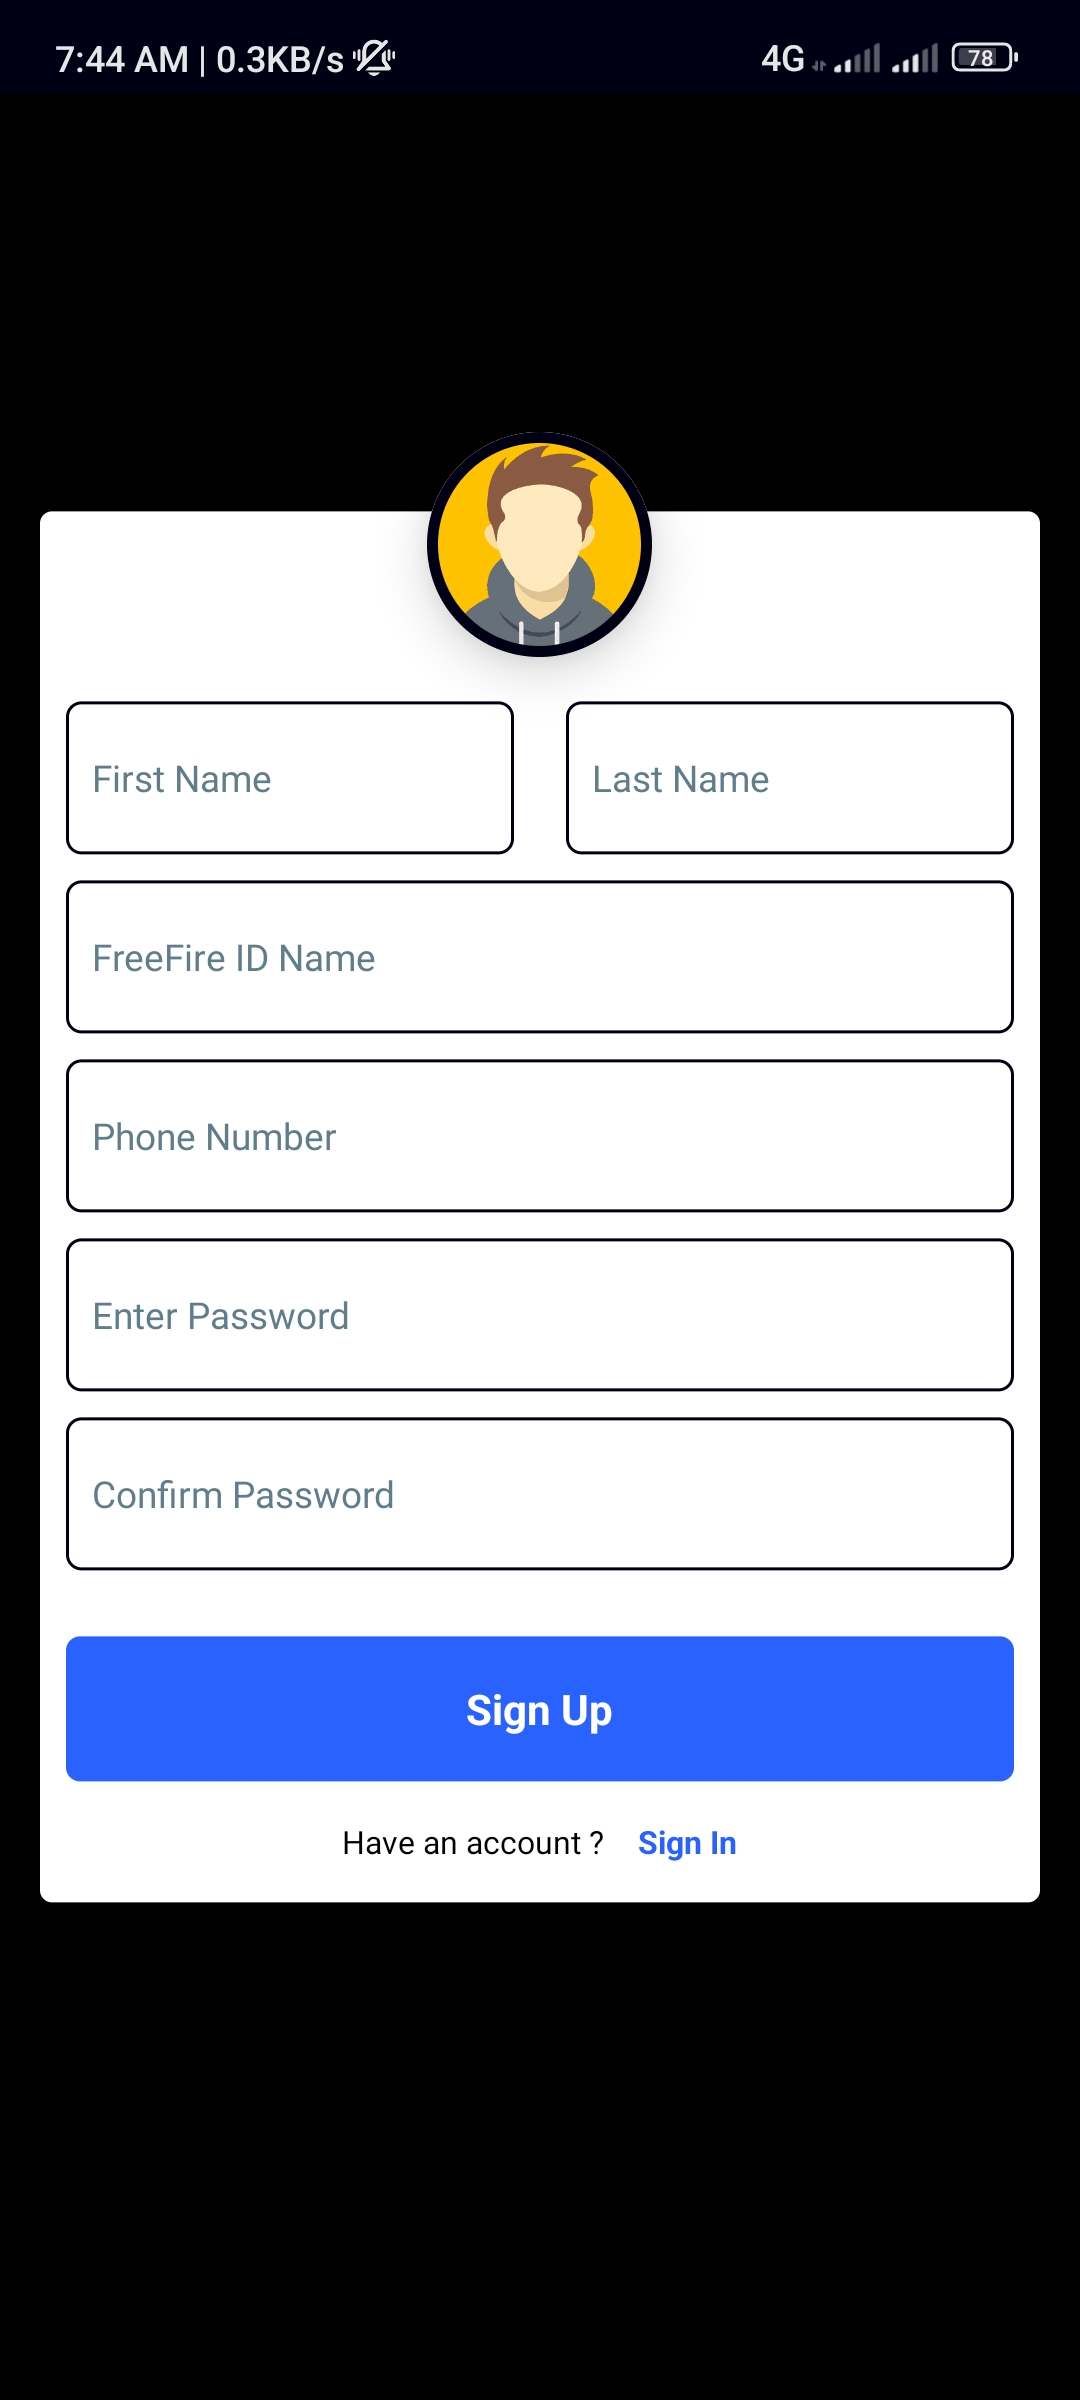 7:44 AM | 0.3KB/s 4G 78
First Name Last Name
FreeFire ID Name
Phone Number
Enter Password
Confirm Password
Sign Up
Have an account ? Sign In